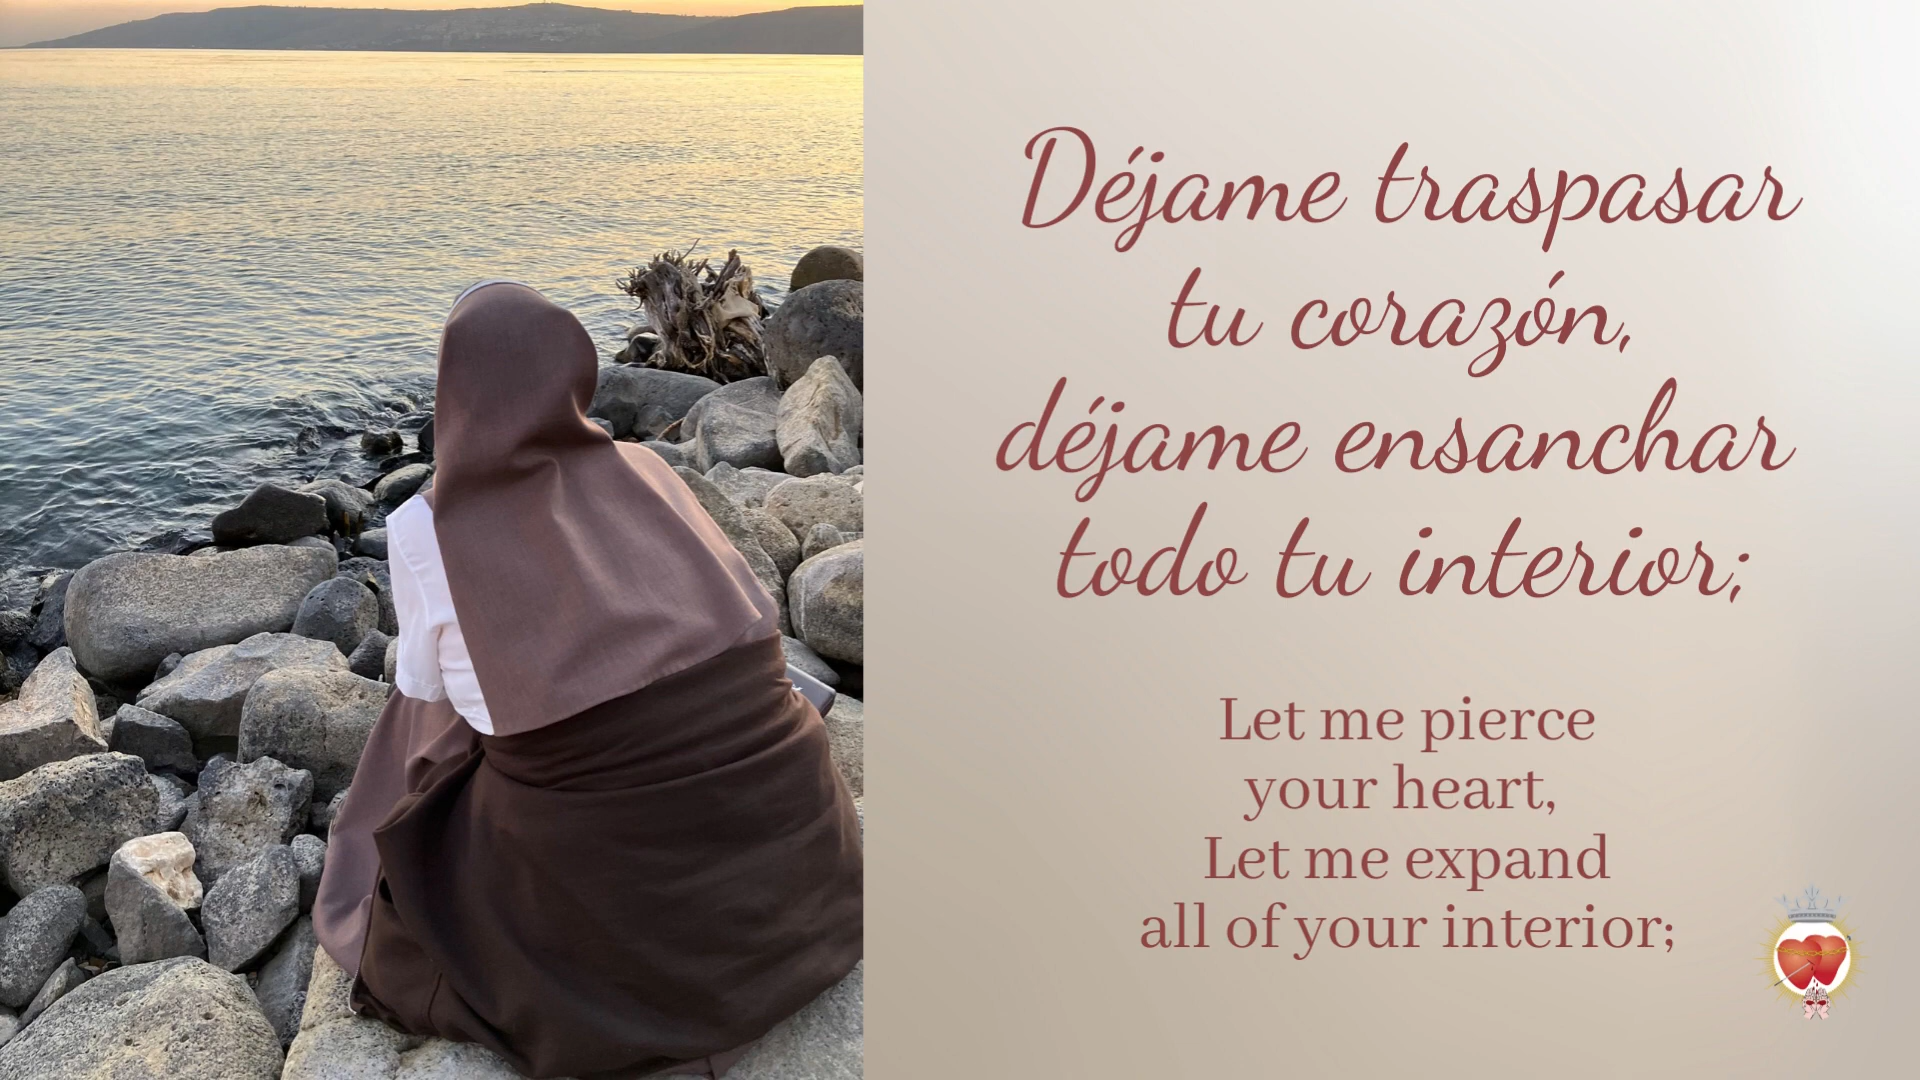 Déjame traspasar
tu corazón,
déjame ensanchar
todo tu interior;
Let me pierce
your heart,
Let me expand
all of your interior;